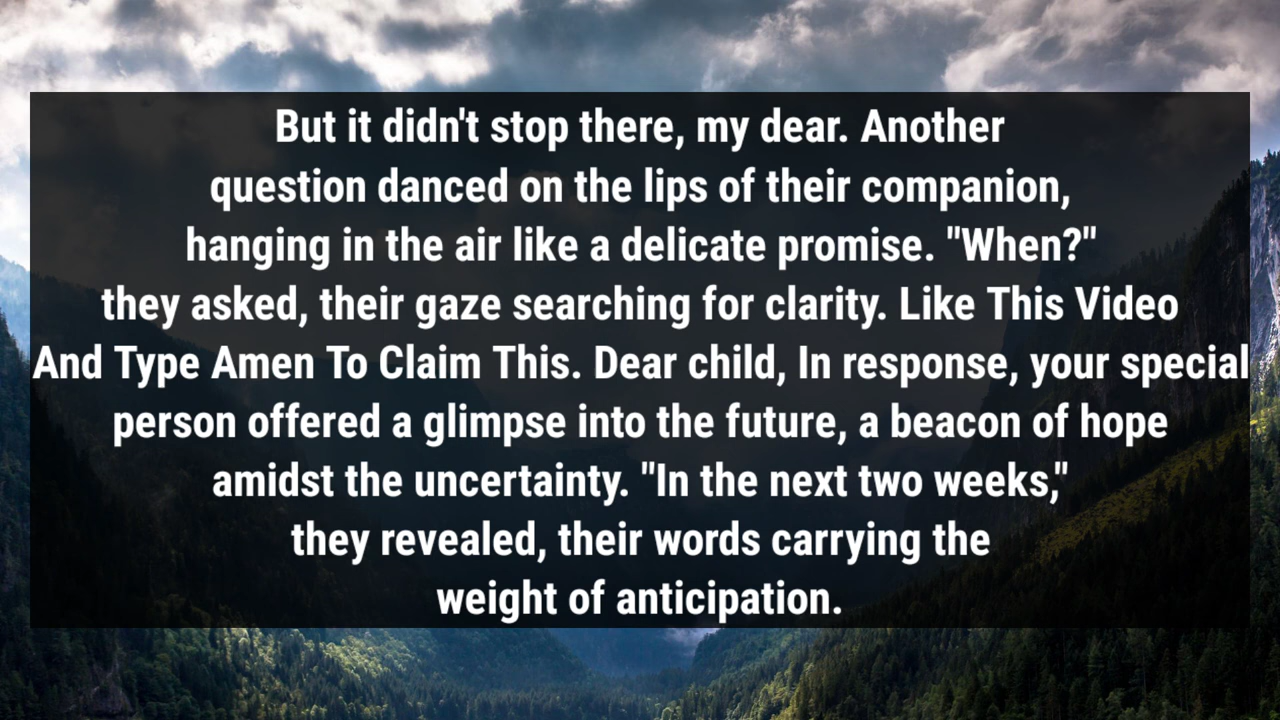 But it didn't stop there, my dear. Another
question danced on the lips of their companion,
hanging in the air like a delicate promise. "When?"
they asked, their gaze searching for clarity. Like This Video
And Type Amen To Claim This. Dear child, In response, your special
person offered a glimpse into the future, a beacon of hope
amidst the uncertainty. "In the next two weeks,"
they revealed, their words carrying the
weight of anticipation.